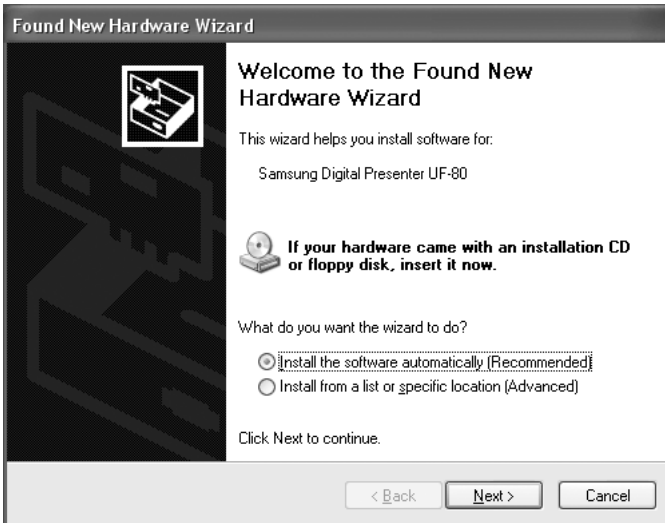 Found New Hardware Wizard
Welcome to the Found New
Hardware Wizard
This wizard helps you install software for:
Samsung Digital Presenter UF-80
If your hardware came with an installation CD
or floppy disk, insert it now.
What do you want the wizard to do?
Install the software automatically (Recommended)
Install from a list or specific location (Advanced)
Click Next to continue.
< Back Next > Cancel